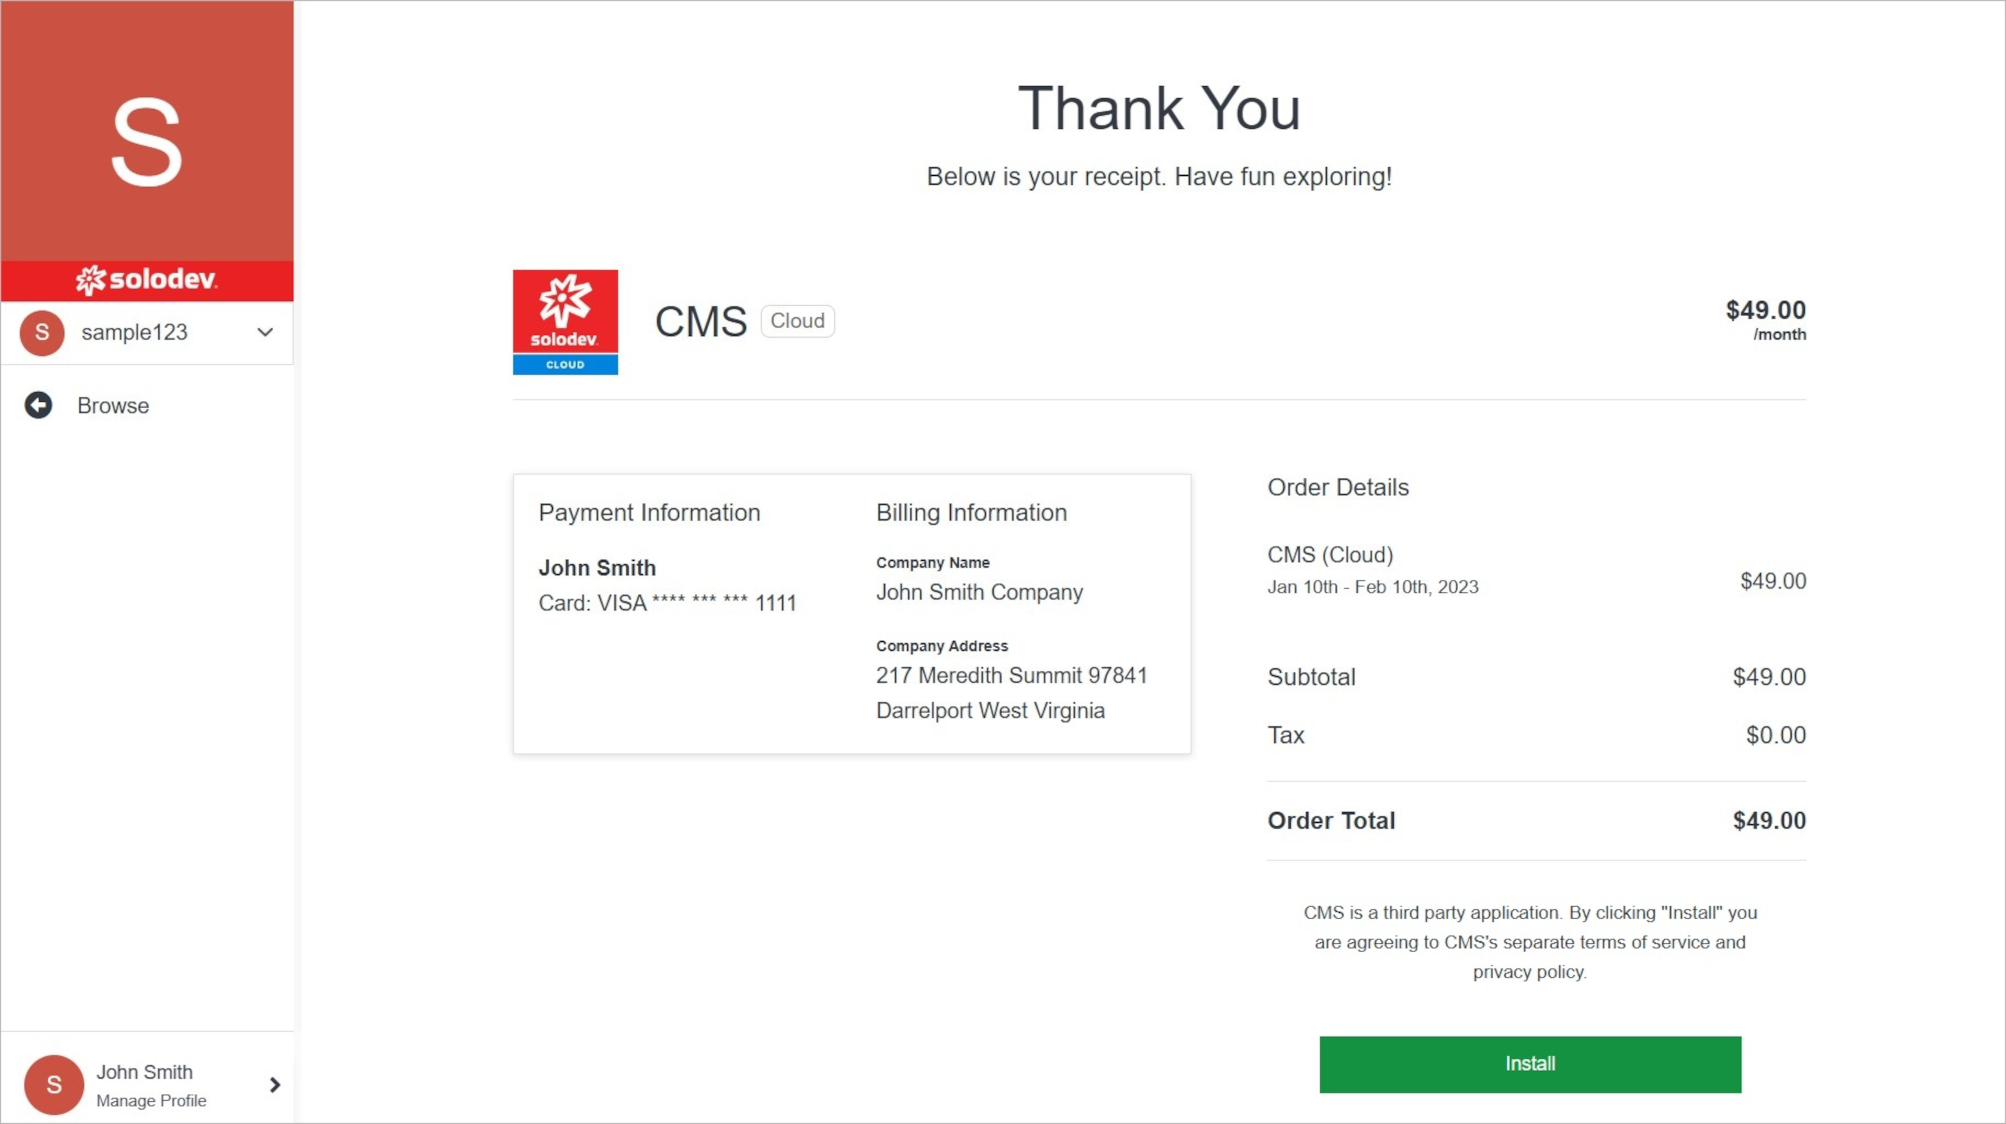 S
solodev
S
sample123
Browse
Thank You
Below is your receipt. Have fun exploring!
solodev
CLOUD
CMS
Cloud
$49.00
/month
Payment Information
John Smith
Card: VISA **** *** *** 1111
Billing Information
Company Name
John Smith Company
Company Address
217 Meredith Summit 97841
Darrelport West Virginia
Order Details
CMS (Cloud)
Jan 10th - Feb 10th, 2023
$49.00
Subtotal
$49.00
Tax
$0.00
Order Total
$49.00
CMS is a third party application. By clicking "Install" you
are agreeing to CMS's separate terms of service and
privacy policy.
Install
S
John Smith
Manage Profile